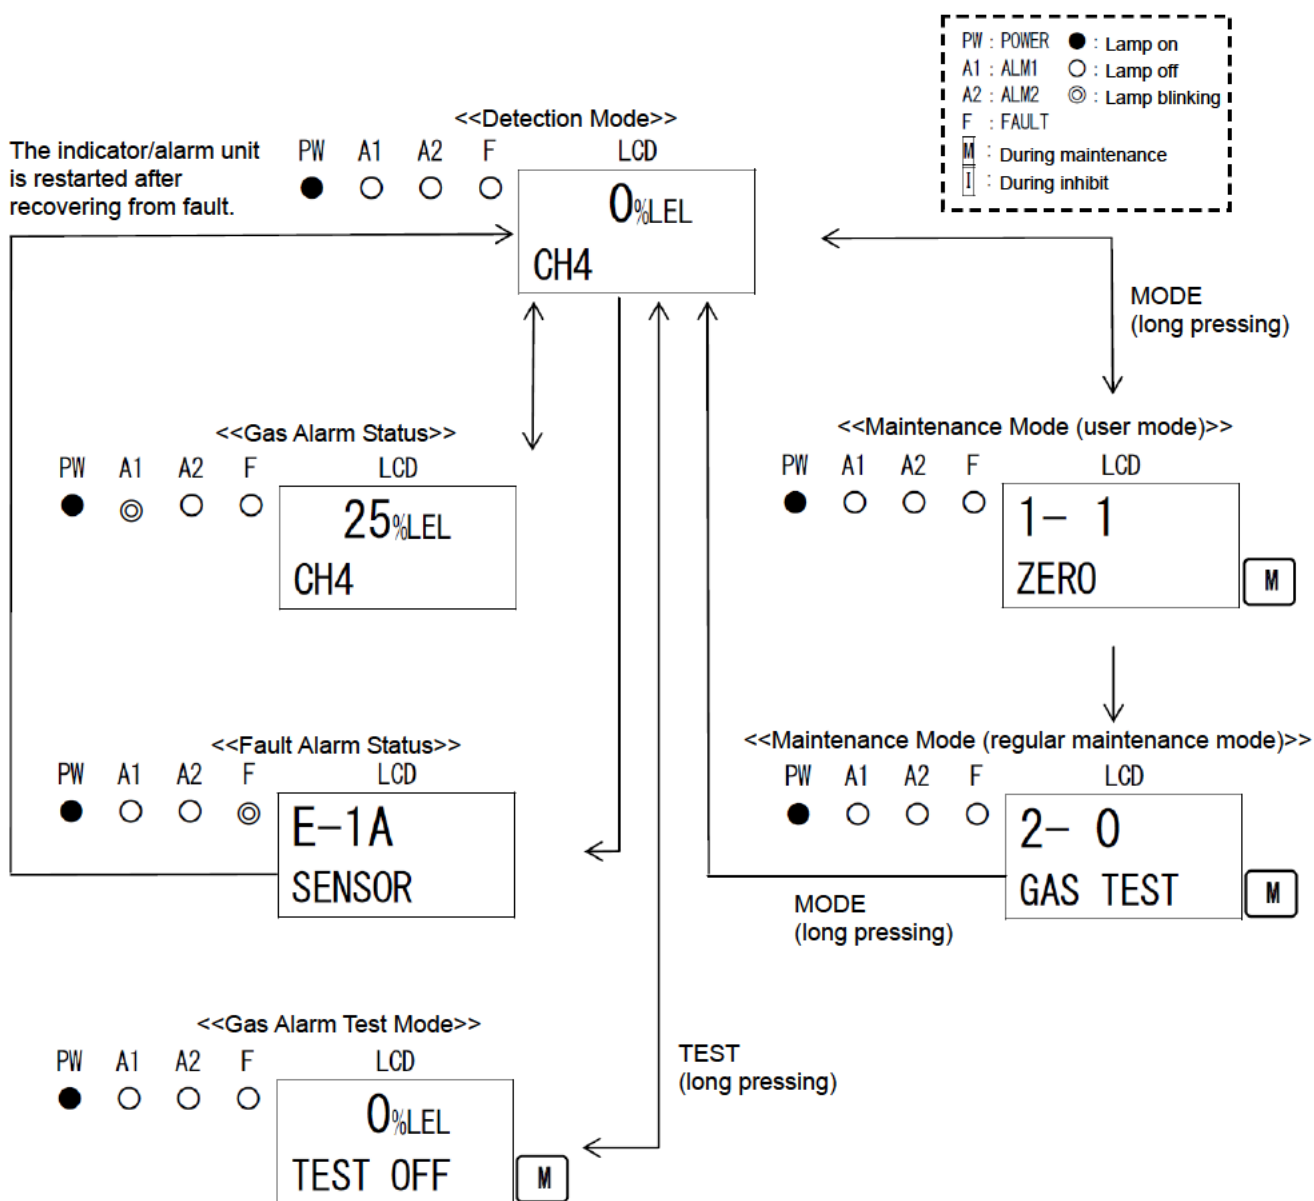 PW : POWER ● : Lamp on
A1 : ALM1 ○ : Lamp off
A2 : ALM2 ◎ : Lamp blinking
F : FAULT
M : During maintenance
I : During inhibit
<<Detection Mode>>
The indicator/alarm unit
is restarted after
recovering from fault.
PW A1 A2 F LCD
0%LEL
CH4
MODE
(long pressing)
<<Gas Alarm Status>>
PW A1 A2 F LCD
25%LEL
CH4
<<Maintenance Mode (user mode)>>
PW A1 A2 F LCD
1- 1
ZERO
M
<<Fault Alarm Status>>
PW A1 A2 F LCD
E-1A
SENSOR
<<Maintenance Mode (regular maintenance mode)>>
PW A1 A2 F LCD
2- 0
GAS TEST
M
MODE
(long pressing)
<<Gas Alarm Test Mode>>
PW A1 A2 F LCD
0%LEL
TEST OFF
M
TEST
(long pressing)